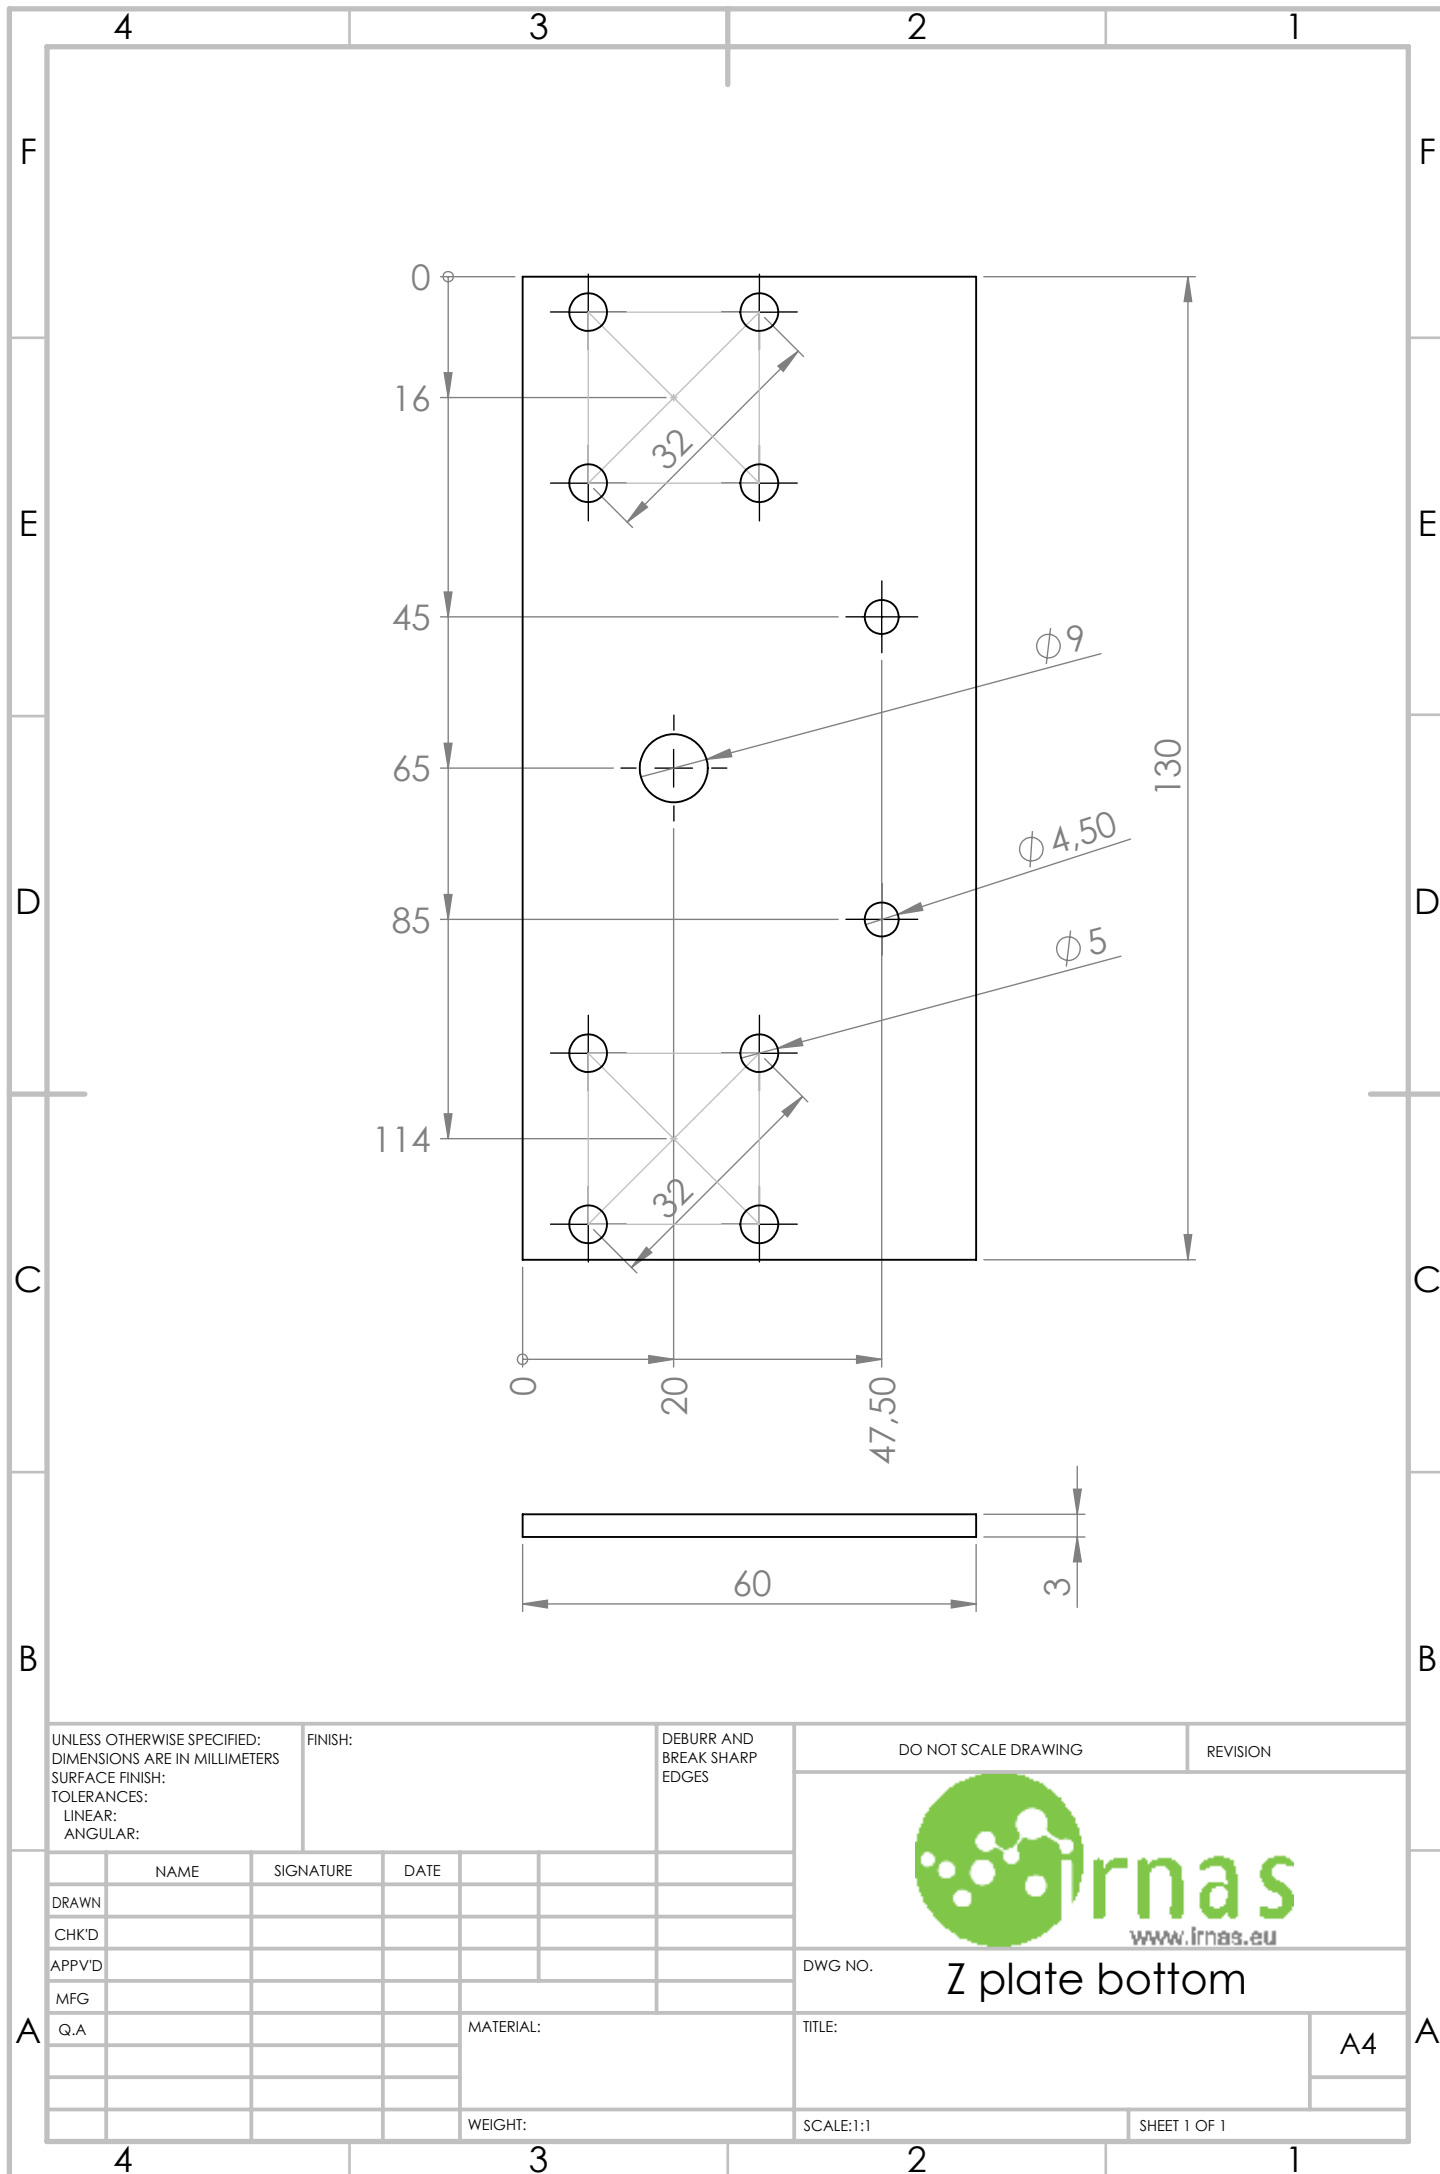 4 3 2 1
F F
0
16
32
E E
45
⌀9
65
130
⌀4,50
D 85 D
⌀5
114
32
C C
0 20 47,50
60 3
B B
UNLESS OTHERWISE SPECIFIED:
DIMENSIONS ARE IN MILLIMETERS
SURFACE FINISH:
TOLERANCES:
LINEAR:
ANGULAR:
FINISH:
DEBURR AND
BREAK SHARP
EDGES
DO NOT SCALE DRAWING
REVISION
irnas
www.irnas.eu
NAME SIGNATURE DATE
DRAWN
CHK'D
APPV'D
MFG
Q.A
DWG NO.
Z plate bottom
MATERIAL:
TITLE:
A4
A A
WEIGHT:
SCALE:1:1
SHEET 1 OF 1
4 3 2 1